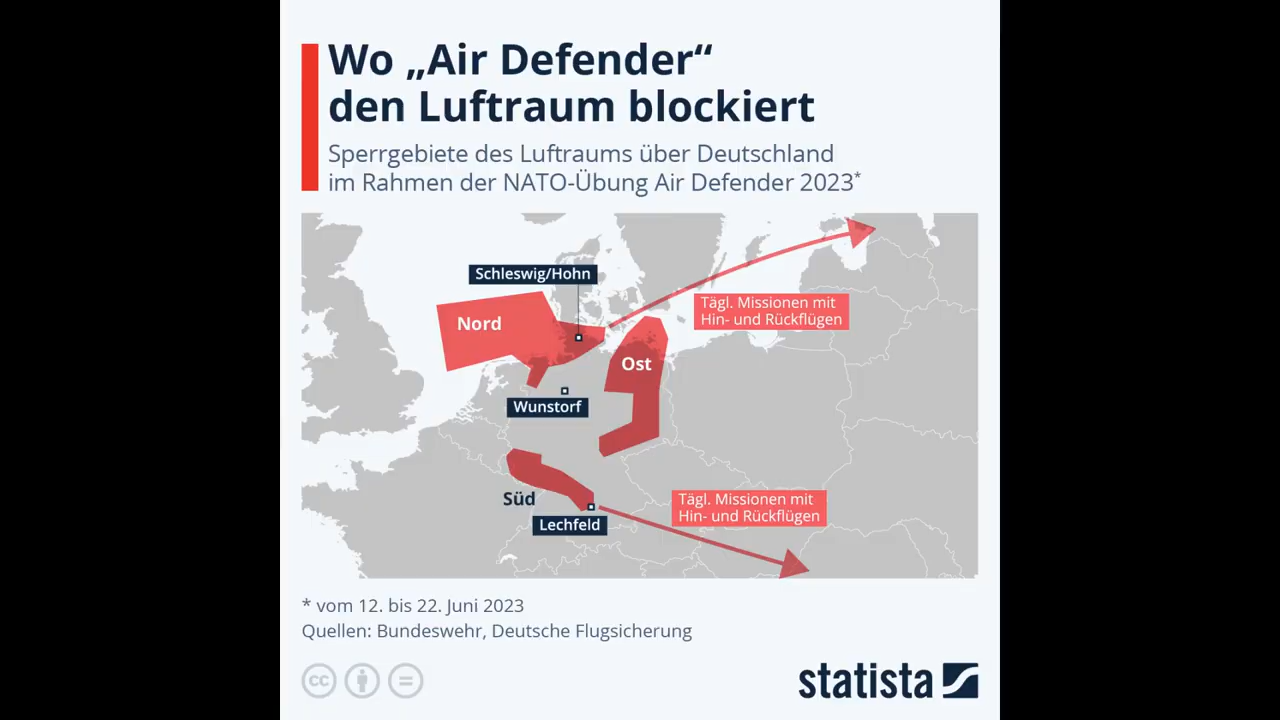 Wo „Air Defender“
den Luftraum blockiert
Sperrgebiete des Luftraums über Deutschland
im Rahmen der NATO-Übung Air Defender 2023*
Schleswig/Hohn
Nord
Tägl. Missionen mit
Hin- und Rückflügen
Ost
Wunstorf
Süd
Lechfeld
Tägl. Missionen mit
Hin- und Rückflügen
* vom 12. bis 22. Juni 2023
Quellen: Bundeswehr, Deutsche Flugsicherung
cc
statista